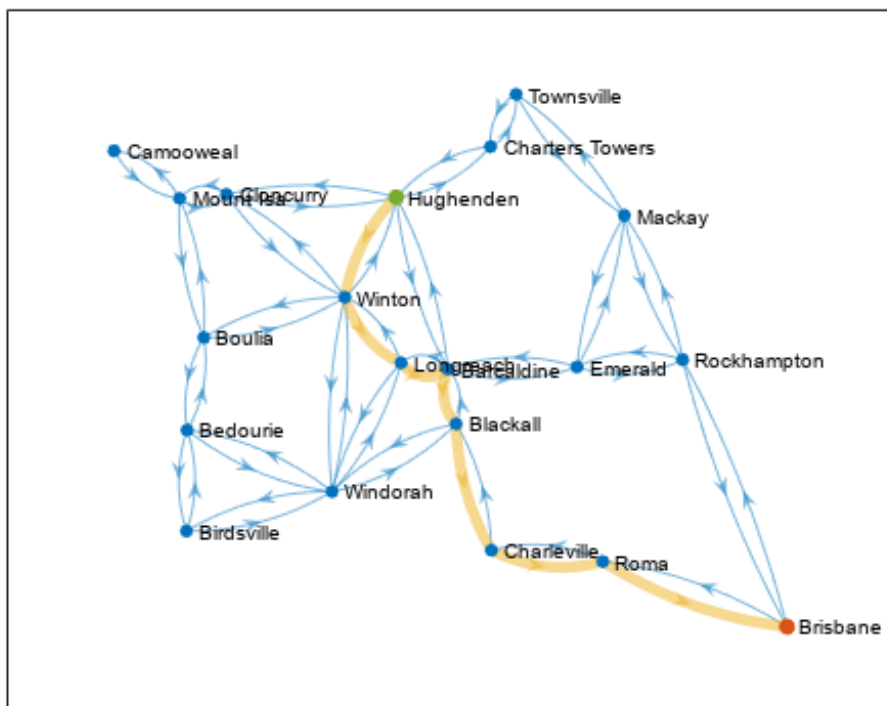 Townsville
Camooweal
Charters Towers
Mount Isa
Cloncurry
Hughenden
Mackay
Winton
Boulia
Longreach
Barcaldine
Emerald
Rockhampton
Blackall
Bedourie
Windorah
Birdsville
Charleville
Roma
Brisbane